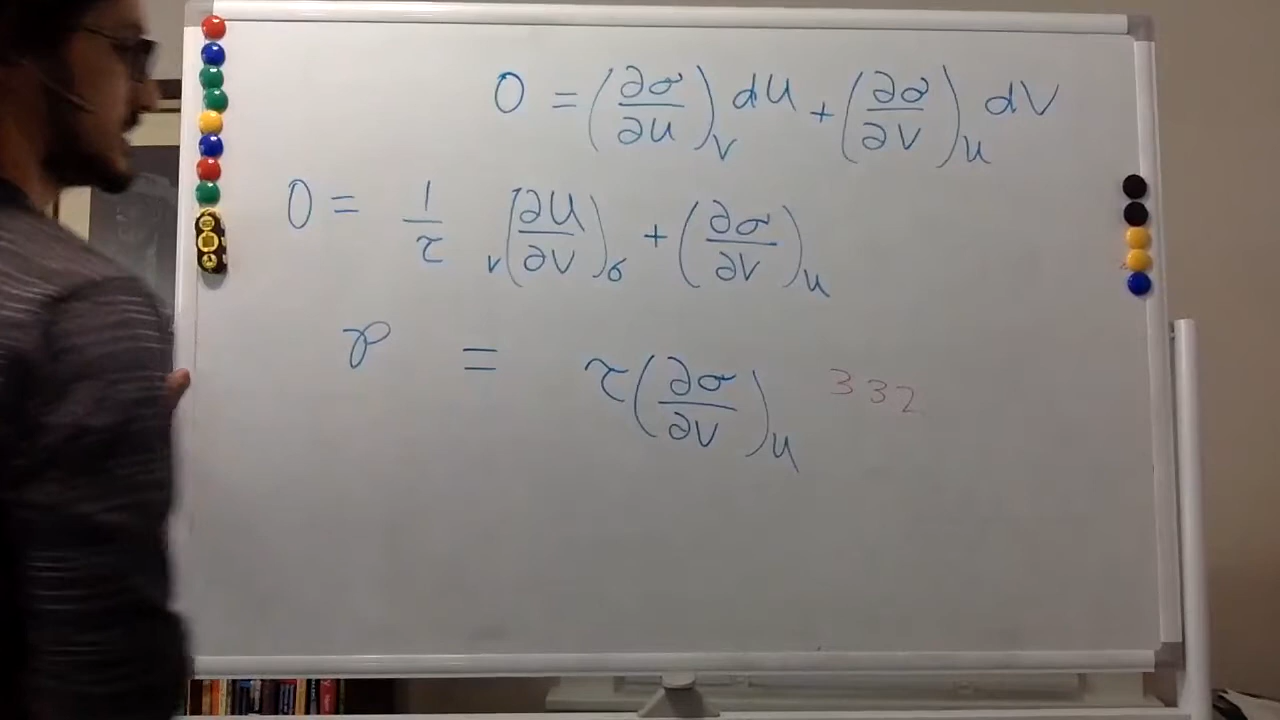 0 = (∂σ/∂U)_V dU + (∂σ/∂V)_U dV
0 = 1/τ (∂U/∂V)_σ + (∂σ/∂V)_U
p = τ(∂σ/∂V)_U 332